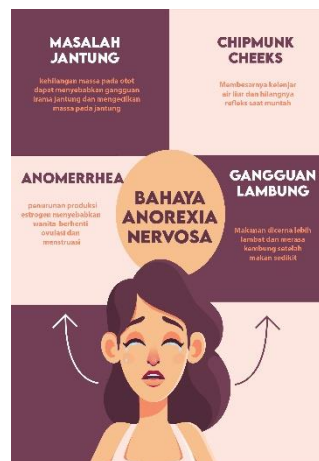 MASALAH
JANTUNG
kehilangan massa pada otot
dapat menyebabkan gangguan
irama jantung dan mengecilkan
massa pada jantung
CHIPMUNK
CHEEKS
Membesarnya kelenjar
air liur dan hilangnya
refleks saat muntah
ANOMERRHEA
penurunan produksi
estrogen menyebabkan
wanita berhenti
ovulasi dan
menstruasi
BAHAYA
ANOREXIA
NERVOSA
GANGGUAN
LAMBUNG
Makanan dicerna lebih
lambat dan merasa
kembung setelah
makan sedikit